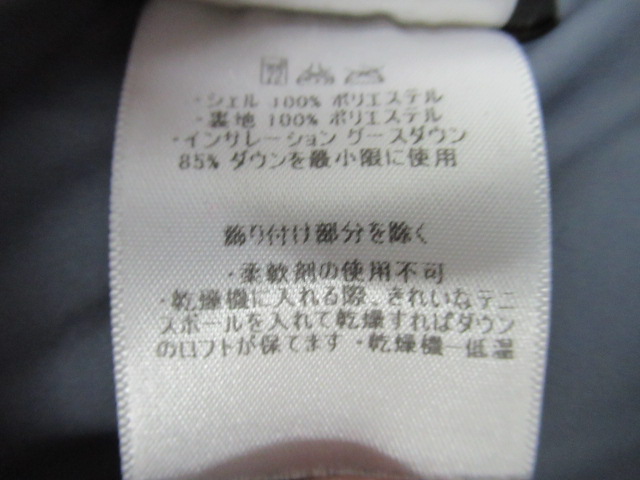 ・シェル 100% ポリエステル
・裏地 100% ポリエステル
・インサレーション グースダウン
85% ダウンを最小限に使用
飾り付け部分を除く
・柔軟剤の使用不可
・乾燥機に入れる際、きれいなテニ
スボールを入れて乾燥すればダウン
のロフトが保てます ・乾燥機―低温